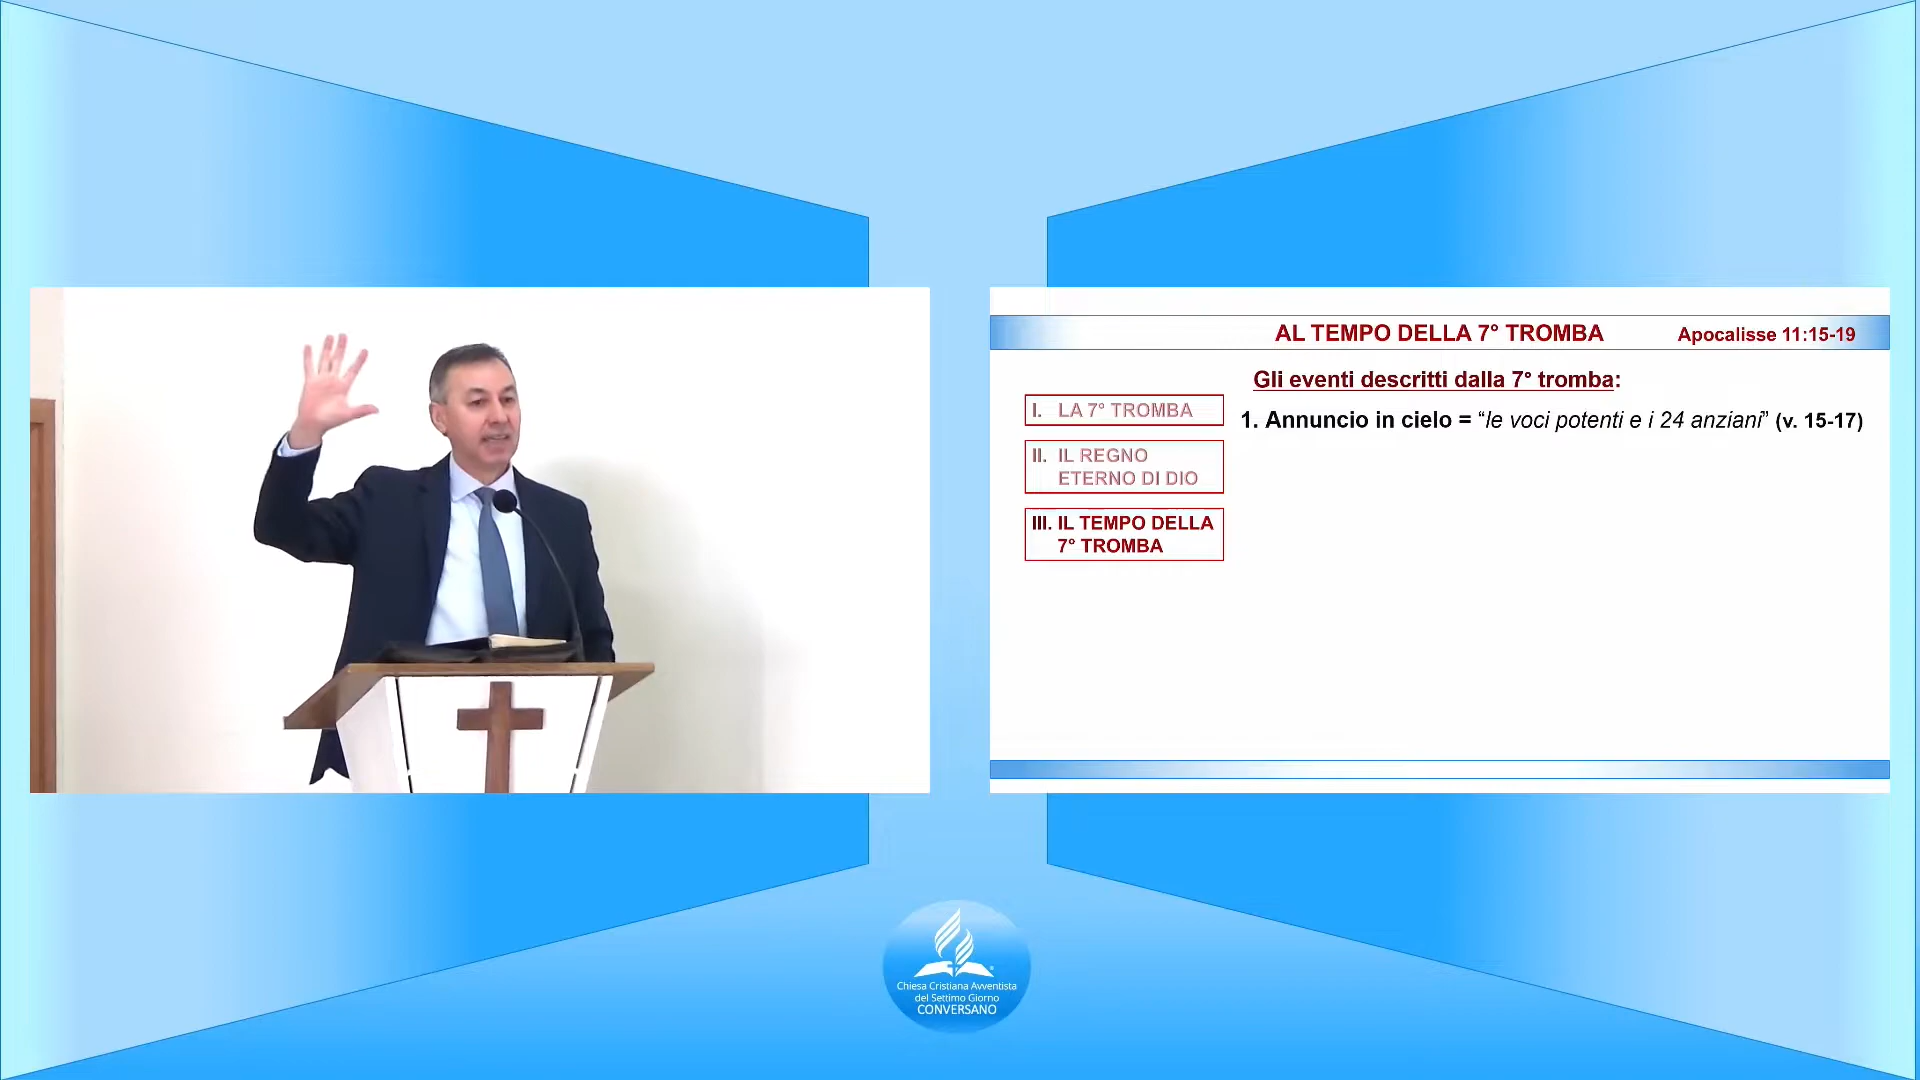 AL TEMPO DELLA 7° TROMBA
Apocalisse 11:15-19
Gli eventi descritti dalla 7° tromba:
I. LA 7° TROMBA
II. IL REGNO
ETERNO DI DIO
III. IL TEMPO DELLA
7° TROMBA
1. Annuncio in cielo = “le voci potenti e i 24 anziani” (v. 15-17)
Chiesa Cristiana Avventista
del Settimo Giorno
CONVERSANO